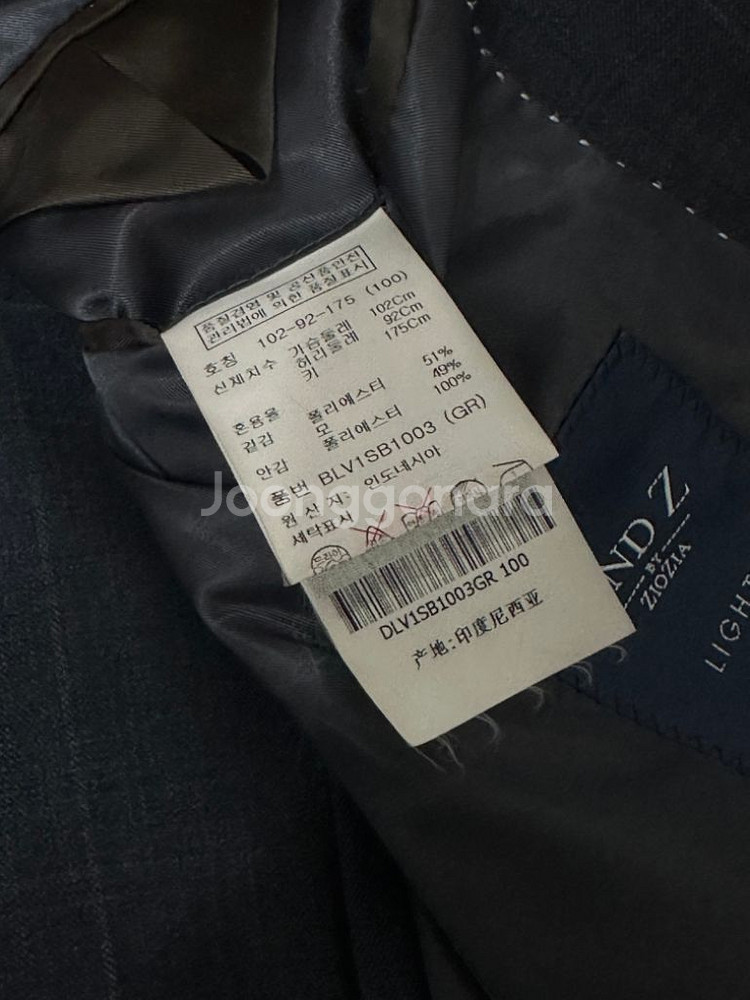 품질경영 및 공산품안전
관리법에 의한 품질표시
호칭 102-92-175 (100)
신체치수 가슴둘레 102Cm
허리둘레 92Cm
키 175Cm
혼용율
겉감 폴리에스터 51%
모 49%
안감 폴리에스터 100%
품번 BLV1SB1003 (GR)
원산지: 인도네시아
세탁표시
드라이
Joonggonara
DLV1SB1003GR 100
产地:印度尼西亚
ND Z
BY
ZIOZIA
LIGHT